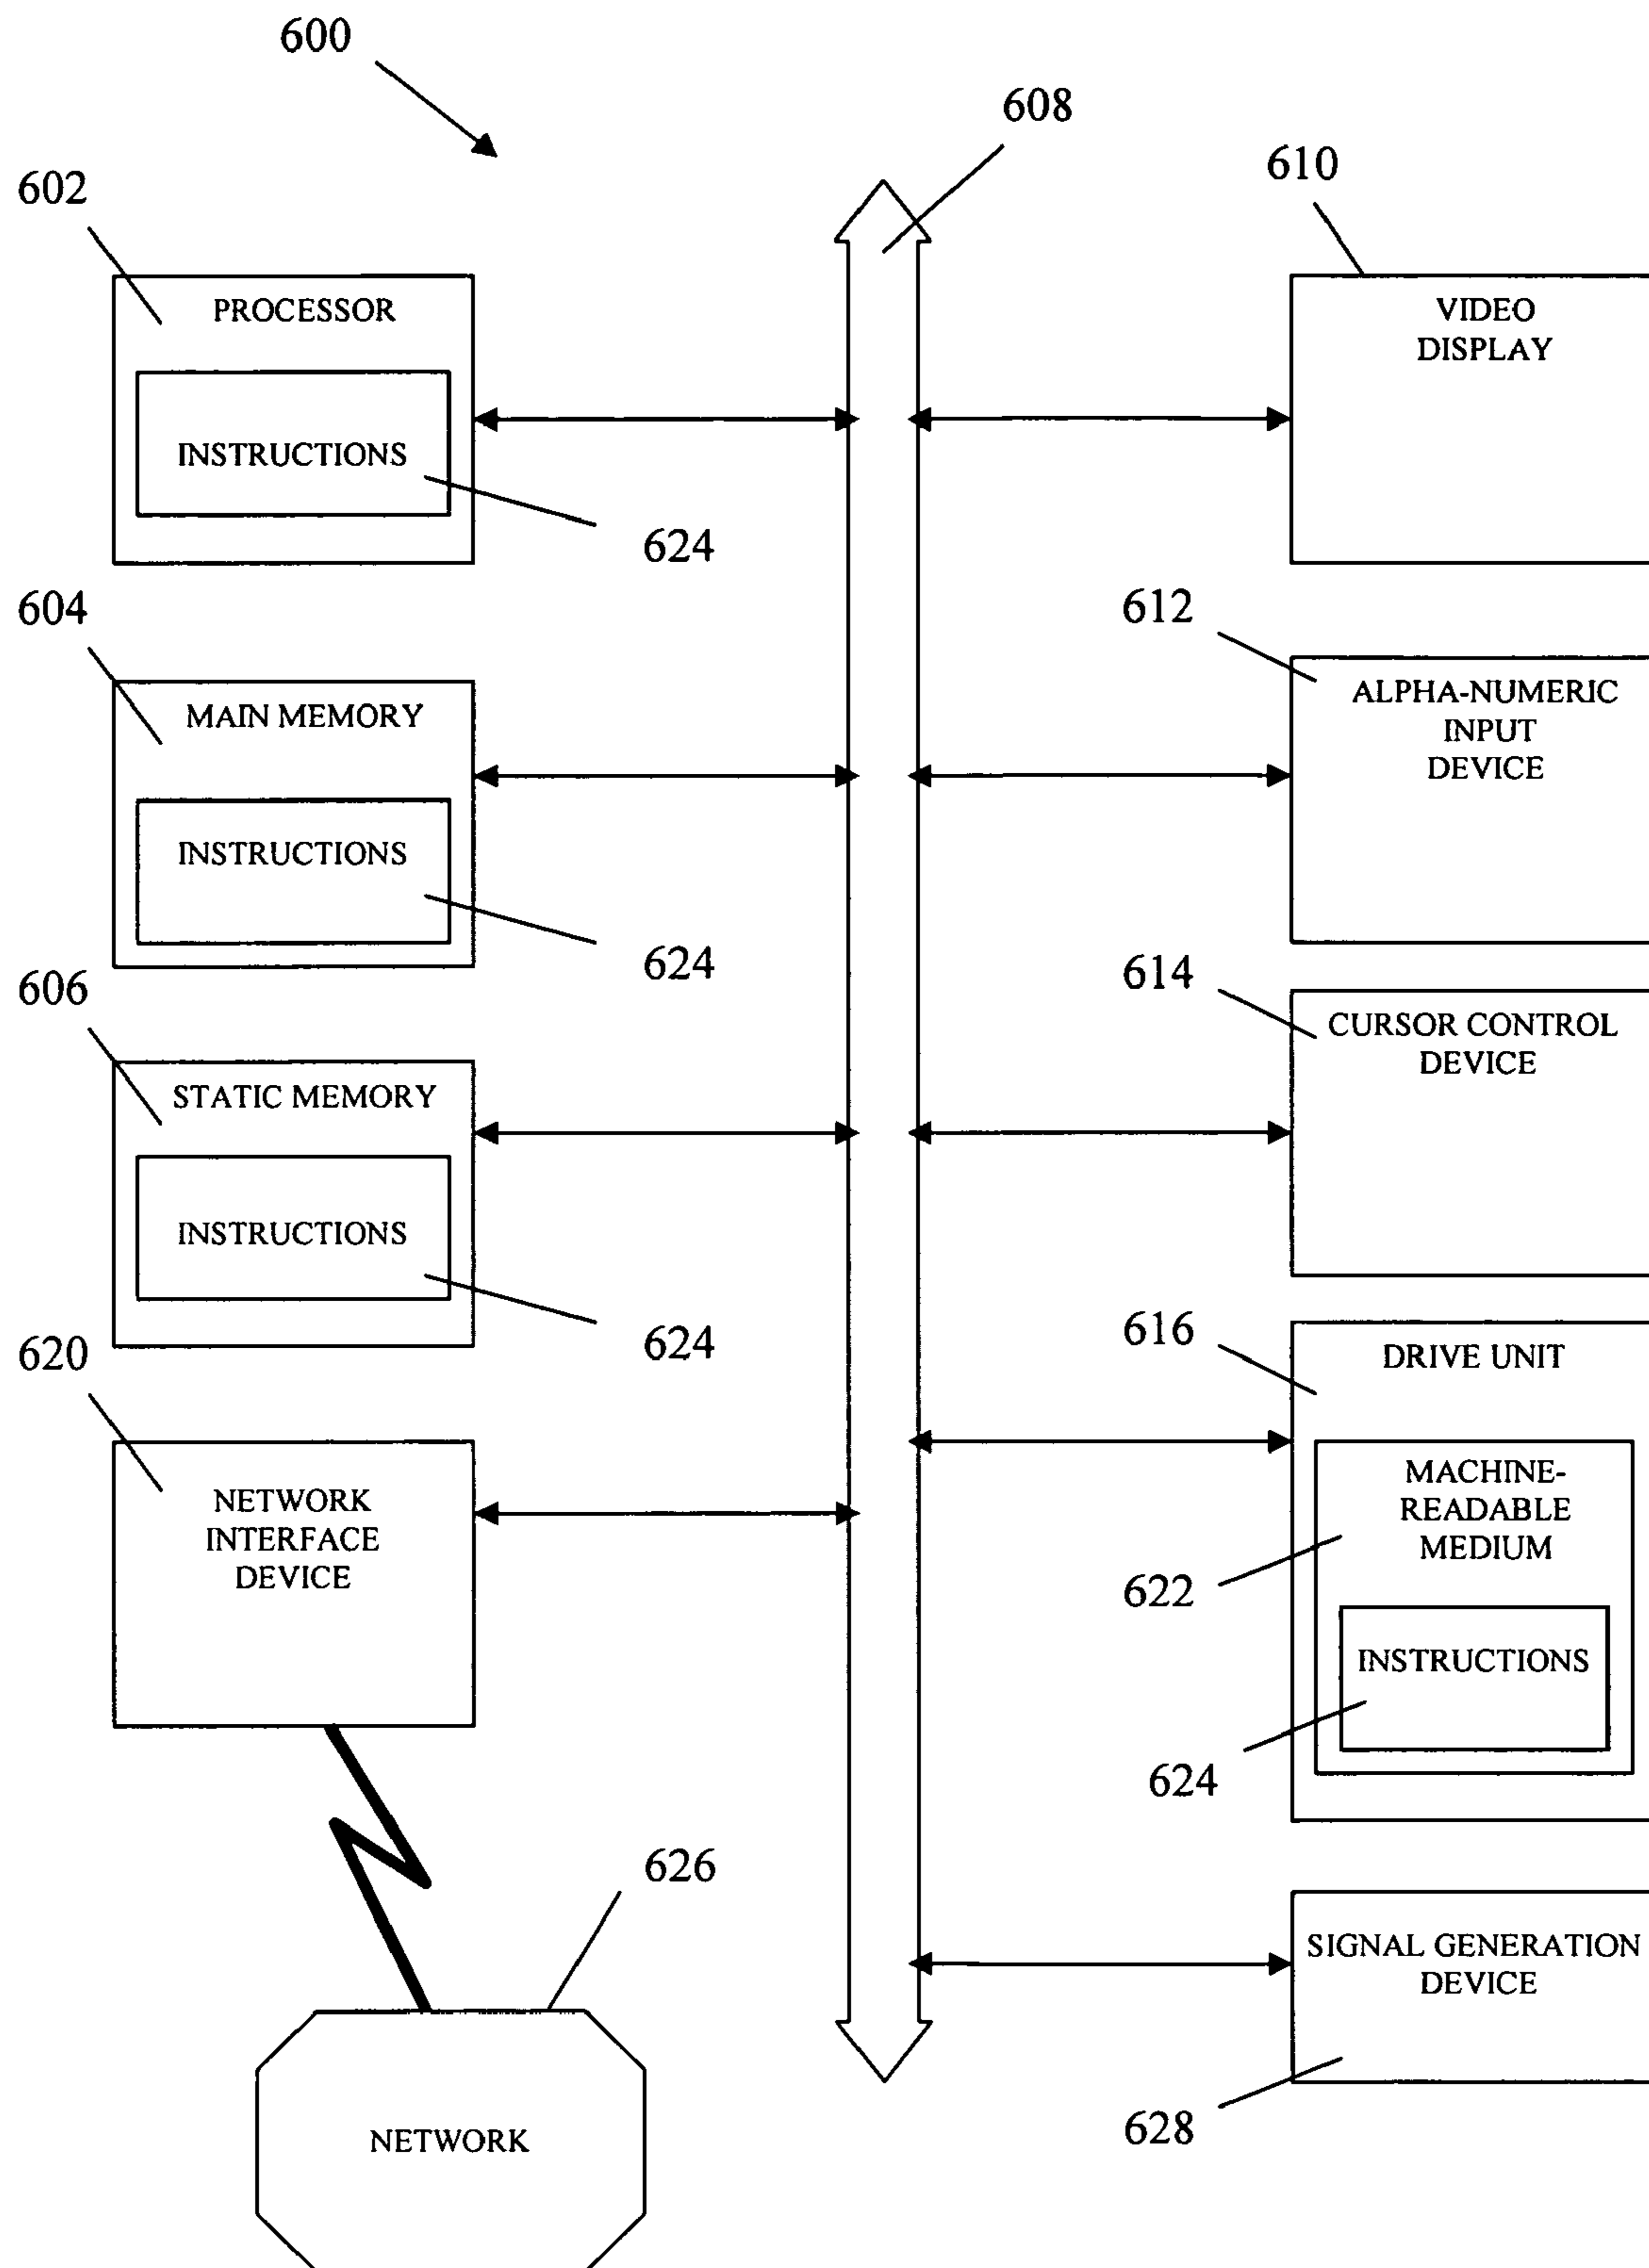 600
608
610
602
PROCESSOR
INSTRUCTIONS
624
VIDEO
DISPLAY
604
MAIN MEMORY
INSTRUCTIONS
624
612
ALPHA-NUMERIC
INPUT
DEVICE
606
STATIC MEMORY
INSTRUCTIONS
624
614
CURSOR CONTROL
DEVICE
620
NETWORK
INTERFACE
DEVICE
616
DRIVE UNIT
MACHINE-
READABLE
MEDIUM
622
INSTRUCTIONS
624
626
NETWORK
SIGNAL GENERATION
DEVICE
628